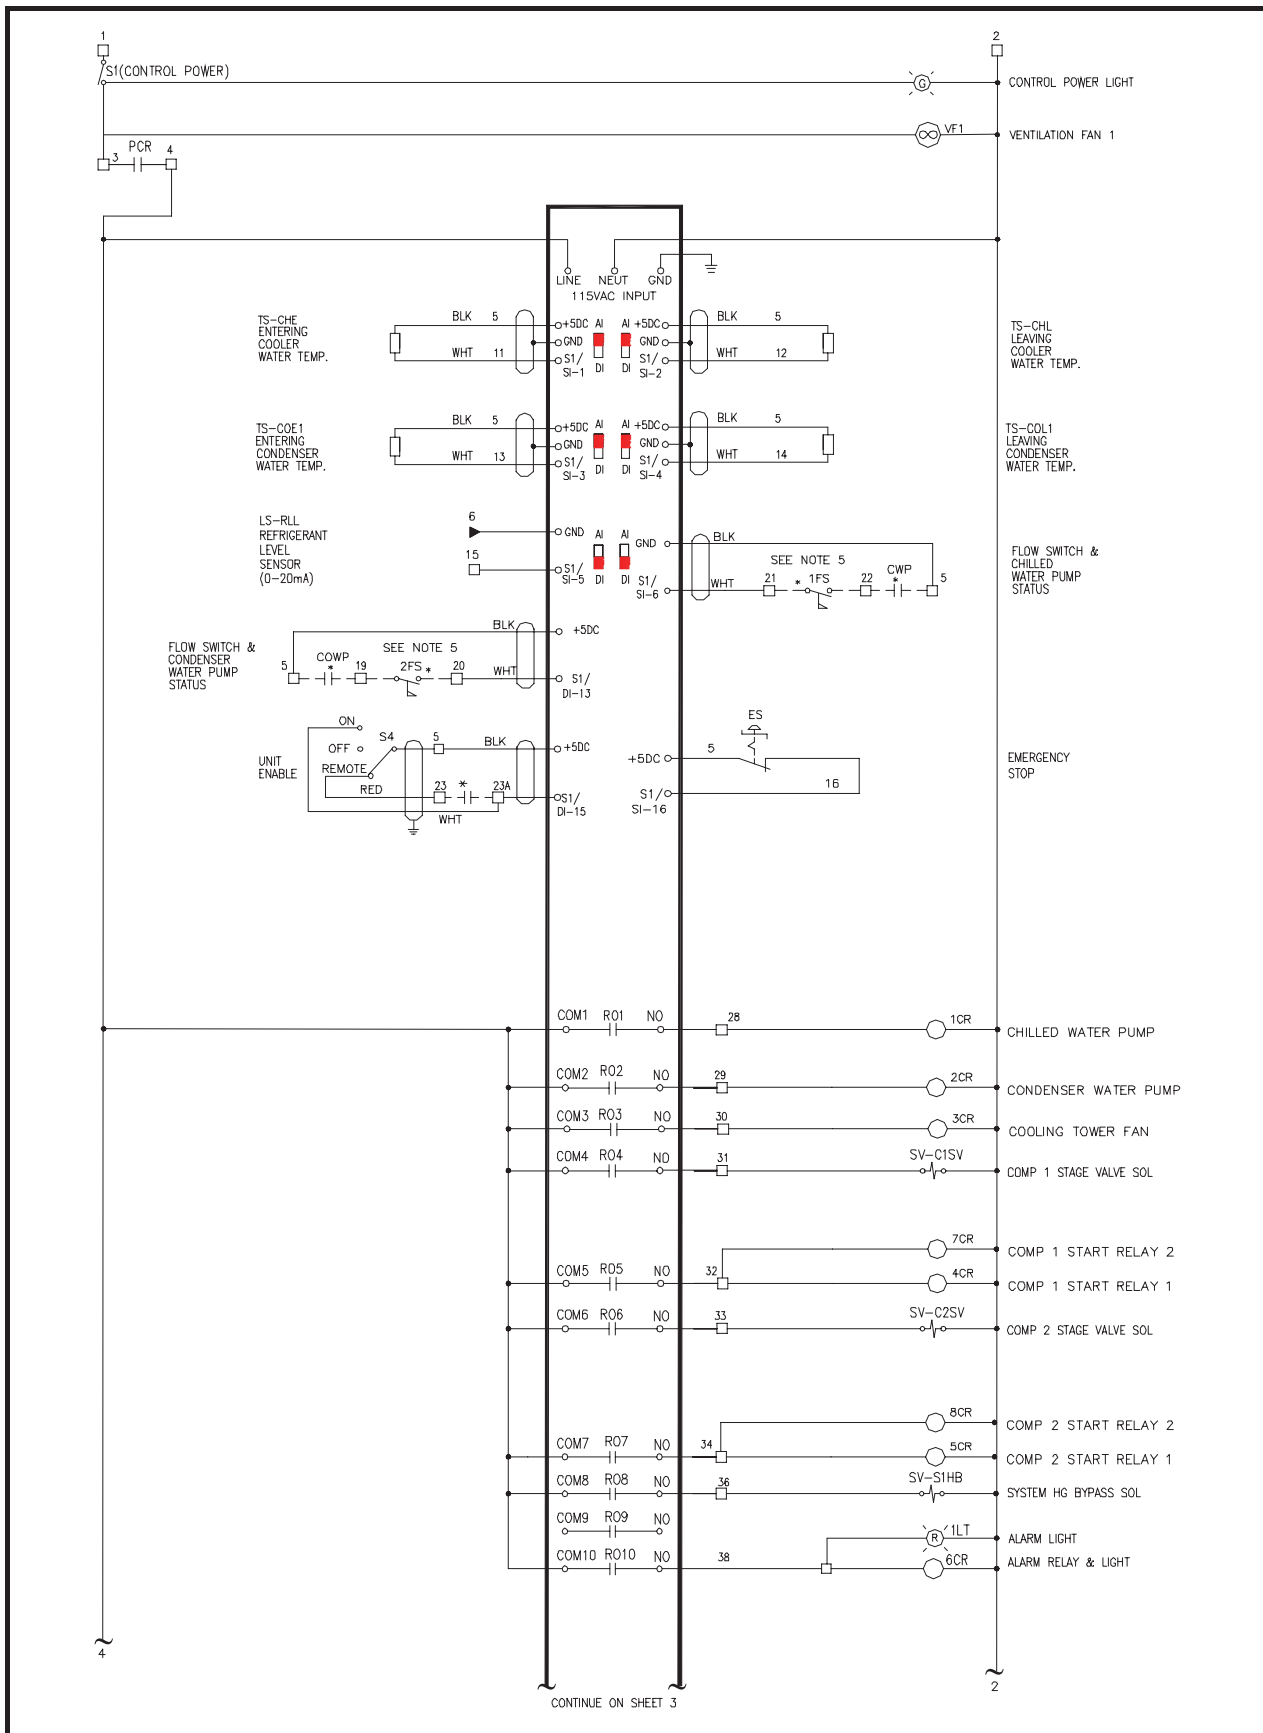 1
2
S1(CONTROL POWER)
G
CONTROL POWER LIGHT
VF1
VENTILATION FAN 1
3 PCR 4
LINE NEUT GND
115VAC INPUT
TS-CHE
ENTERING
COOLER
WATER TEMP.
BLK 5
WHT 11
+5DC AI AI +5DC
GND GND
S1/ DI DI S1/
SI-1 SI-2
BLK 5
WHT 12
TS-CHL
LEAVING
COOLER
WATER TEMP.
TS-COE1
ENTERING
CONDENSER
WATER TEMP.
BLK 5
WHT 13
+5DC AI AI +5DC
GND GND
S1/ DI DI S1/
SI-3 SI-4
BLK 5
WHT 14
TS-COL1
LEAVING
CONDENSER
WATER TEMP.
LS-RLL
REFRIGERANT
LEVEL
SENSOR
(0-20mA)
6
15
GND AI AI GND
S1/ DI DI S1/
SI-5 SI-6
BLK
SEE NOTE 5
WHT 21 * 1FS 22 CWP * 5
FLOW SWITCH &
CHILLED
WATER PUMP
STATUS
FLOW SWITCH &
CONDENSER
WATER PUMP
STATUS
BLK +5DC
SEE NOTE 5
5 COWP * 19 2FS * 20 WHT S1/
DI-13
UNIT
ENABLE
ON
OFF S4 5 BLK +5DC
REMOTE
RED 23 * 23A S1/
WHT DI-15
ES
+5DC 5
S1/ 16
SI-16
EMERGENCY
STOP
COM1 RO1 NO 28 1CR CHILLED WATER PUMP
COM2 RO2 NO 29 2CR CONDENSER WATER PUMP
COM3 RO3 NO 30 3CR COOLING TOWER FAN
COM4 RO4 NO 31 SV-C1SV COMP 1 STAGE VALVE SOL
7CR COMP 1 START RELAY 2
COM5 RO5 NO 32 4CR COMP 1 START RELAY 1
COM6 RO6 NO 33 SV-C2SV COMP 2 STAGE VALVE SOL
8CR COMP 2 START RELAY 2
COM7 RO7 NO 34 5CR COMP 2 START RELAY 1
COM8 RO8 NO 36 SV-S1HB SYSTEM HG BYPASS SOL
COM9 RO9 NO
R 1LT ALARM LIGHT
COM10 RO10 NO 38 6CR ALARM RELAY & LIGHT
4
2
CONTINUE ON SHEET 3